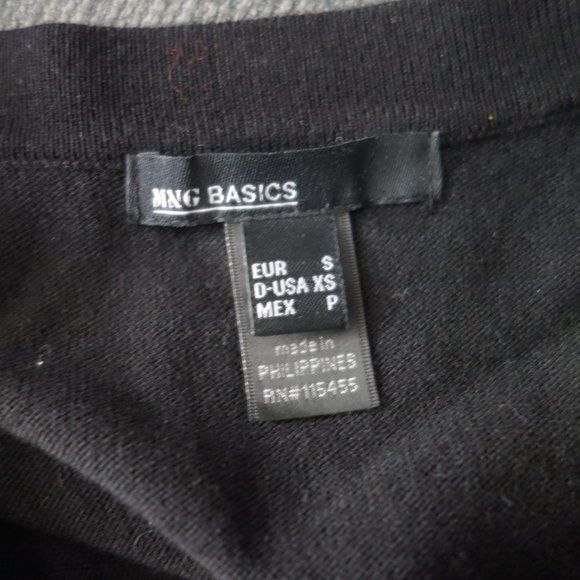 MNG BASICS
EUR S
D-USA XS
MEX P
made in
PHILIPPINES
RN#115455